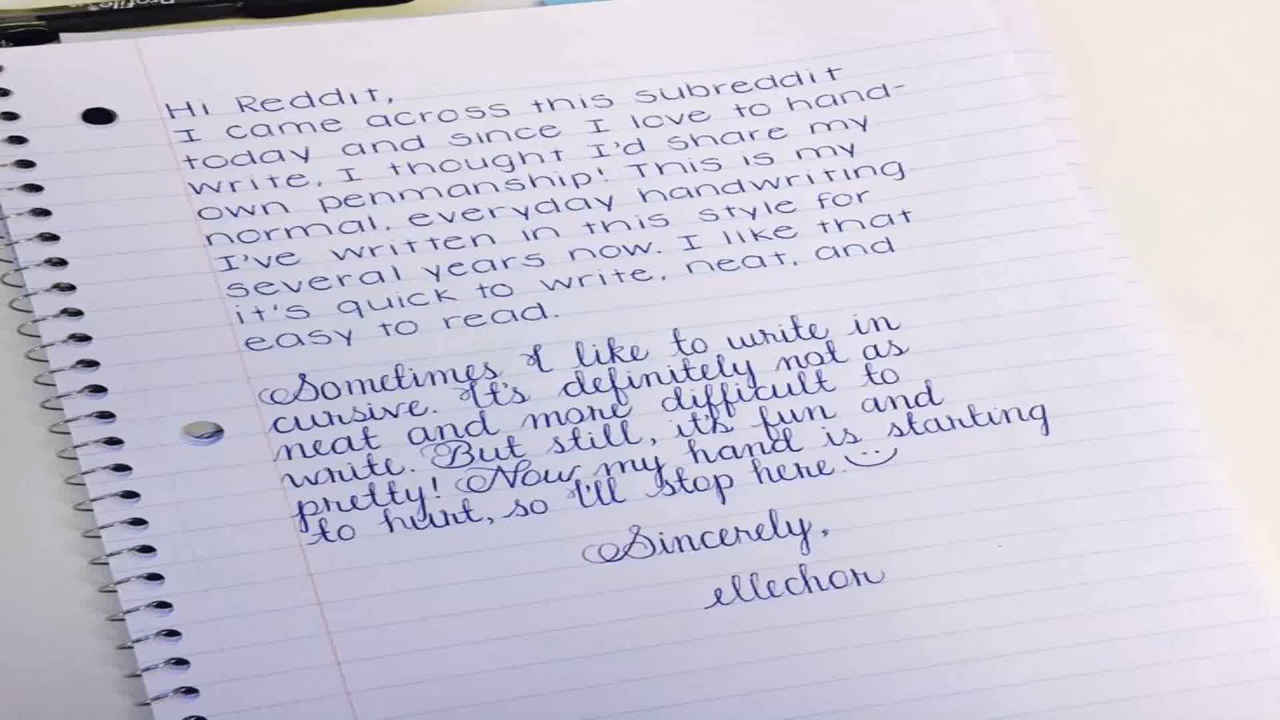 Profile
Hi Reddit,
I came across this subreddit
today and since I love to hand-
write, I thought I'd share my
own penmanship! This is my
normal, everyday handwriting
I've written in this style for
several years now. I like that
it's quick to write, neat, and
easy to read.
Sometimes I like to write in
cursive. It's definitely not as
neat and more difficult to
write. But still, it's fun and
pretty! Now my hand is starting
to hurt, so I'll stop here. :)
Sincerely,
ellechor